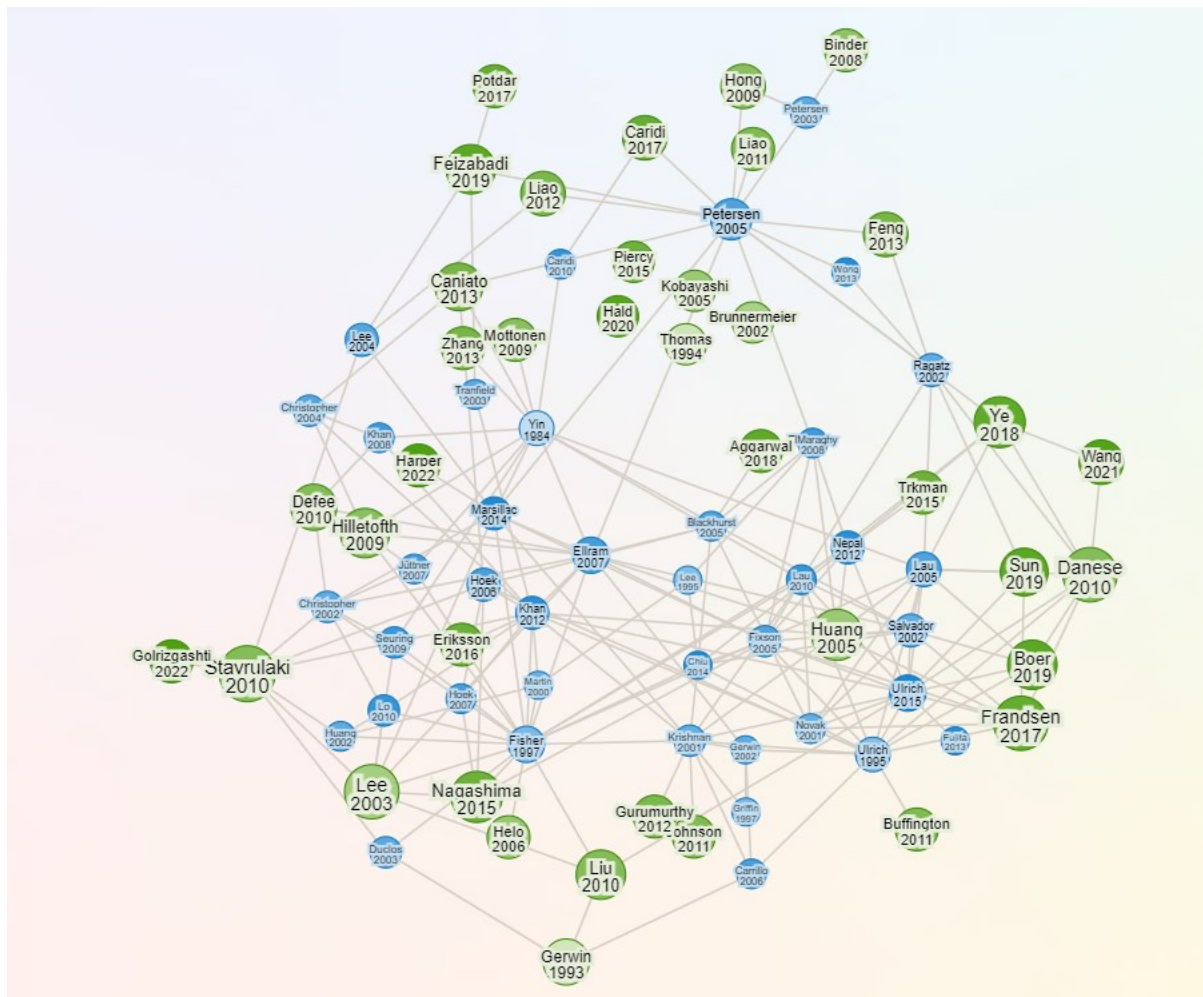 Binder
2008
Potdar
2017
Hong
2009
Petersen
2003
Caridi
2017
Liao
2011
Feizabadi
2019
Liao
2012
Petersen
2005
Feng
2013
Caridi
2010
Piercy
2015
Wong
2013
Caniato
2013
Kobayashi
2005
Hald
2020
Brunnermeier
2002
Lee
2004
Zhang
2013
Mottonen
2009
Thomas
1994
Ragatz
2002
Tranfield
2003
Christopher
2004
Yin
1984
Khan
2008
Ye
2018
Aggarwal
2018
2008
Harper
2022
Wang
2021
Defee
2010
Hilletofth
2009
Trkman
2015
Marsillac
2014
Blackhurst
2005
Nepal
2012
Ellram
2007
Jüttner
2007
Hoek
2006
Lee
1995
Lau
2010
Lau
2005
Sun
2019
Danese
2010
Christopher
2002
Khan
2012
Seuring
2009
Eriksson
2016
Fixson
2005
Huang
2005
Salvador
2002
Golrizgashti
2022
Stavrulaki
2010
Chiu
2014
Boer
2019
Martin
2000
Hoek
2007
Ulrich
2015
Lo
2010
Huang
2002
Fisher
1997
Krishnan
2001
Gerwin
2002
Novak
2001
Ulrich
1995
Fujita
2013
Frandsen
2017
Lee
2003
Nagashima
2015
Gurumurthy
2012
Griffin
1997
Helo
2006
Johnson
2011
Buffington
2011
Duclos
2003
Liu
2010
Carrillo
2006
Gerwin
1993